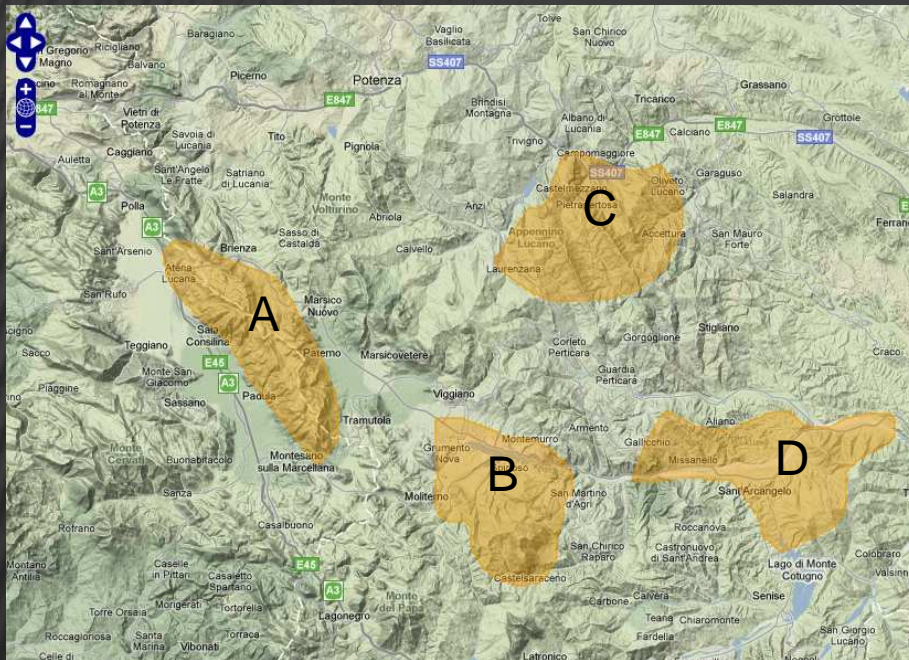 Baragiano
Vaglio
Basilicata
Tolve
San Chirico
Nuovo
Gregorio
Magno
Ricigliano
Balvano
SS407
Romagnano
al Monte
Picerno
Potenza
Grassano
847
E847
Brindisi
Montagna
Tricarico
Vietri di
Potenza
Albano di
Lucania
E847
Calciano
E847
Grottole
SS407
Savoia di
Lucania
Tito
Pignola
Trivigno
Auletta
Caggiano
Campomaggiore
Sant'Angelo
Le Fratte
Satriano
di Lucania
SS407
Garaguso
A3
Castelmezzano
Oliveto
Lucano
Salandra
Polla
Monte
Volturino
Abriola
Anzi
Pietrapertosa
C
A3
Sasso di
Castalda
Appennino
Lucano
Accettura
San Mauro
Forte
Sant'Arsenio
Brienza
Calvello
Atena
Lucana
Laurenzana
San Rufo
A
Marsico
Nuovo
Sala
Consilina
Teggiano
Corleto
Perticara
Gorgoglione
Stigliano
Sacco
E45
Paterno
Marsicovetere
Craco
Monte San
Giacomo
A3
Guardia
Perticara
Piaggine
Sassano
Padula
Viggiano
Tramutola
Armento
Aliano
Monte
Cervati
Grumento
Nova
Montemurro
Gallicchio
Missanello
D
Buonabitacolo
Montesano
sulla Marcellana
B
Spinoso
Sanza
Moliterno
San Martino
d'Agri
Sant'Arcangelo
Rofrano
Casalbuono
Roccanova
San Chirico
Raparo
Castronuovo
di Sant'Andrea
Colobraro
Montano
Antilia
Caselle
in Pittari
Casaletto
Spartano
E45
Lago di Monte
Cotugno
Castelsaraceno
A3
Monte
del Papa
Carbone
Calvera
Senise
Torre Orsaia
Morigerati
Tortorella
Lagonegro
Teana
Chiaromonte
Fardella
San Giorgio
Lucano
Roccagloriosa
Santa
Marina
Vibonati
Torraca
Celle di
Latronico